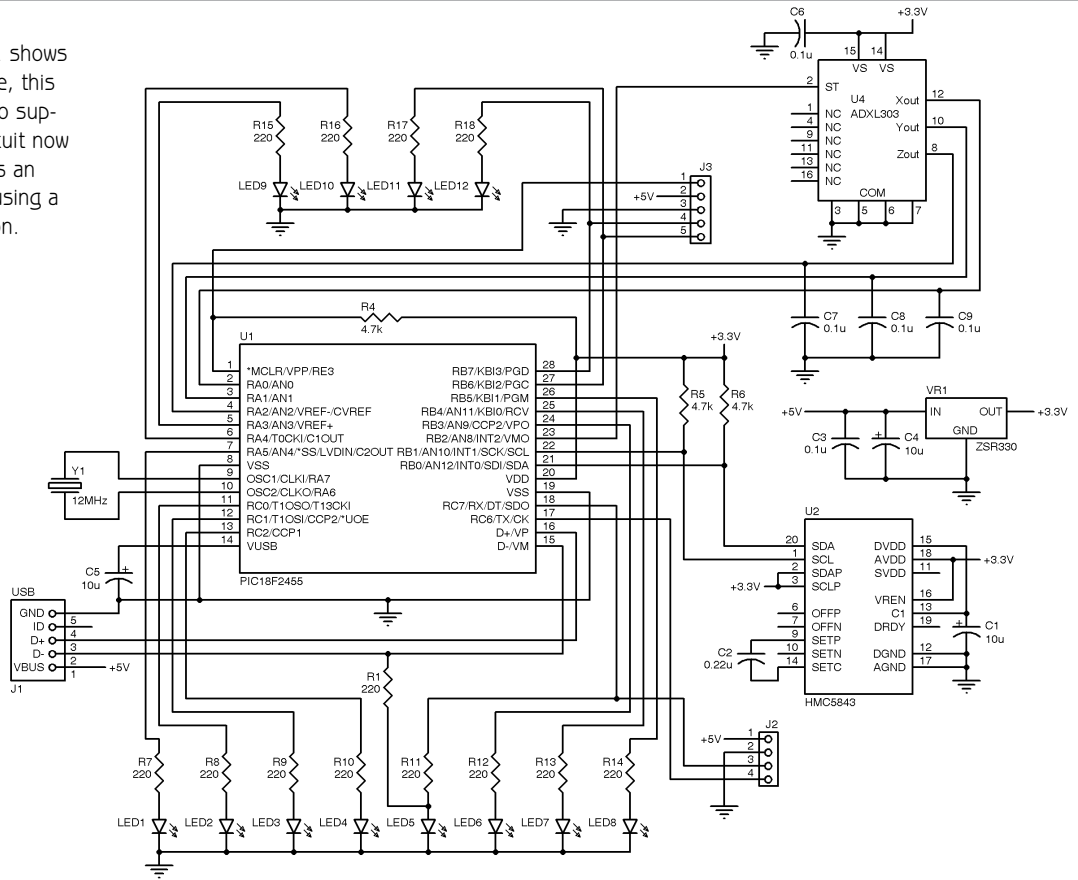 shows
e, this
o sup-
cuit now
s an
using a
on.
C6
0.1u
+3.3V
15
14
VS
VS
2
ST
U4
ADXL303
1
NC
4
NC
9
NC
11
NC
13
NC
16
NC
Xout
12
Yout
10
Zout
8
COM
3
5
6
7
R15
220
R16
220
R17
220
R18
220
LED9
LED10
LED11
LED12
J3
1
2
3
4
5
+5V
R4
4.7k
C7
0.1u
C8
0.1u
C9
0.1u
U1
1
*MCLR/VPP/RE3
RB7/KBI3/PGD
28
2
RA0/AN0
RB6/KBI2/PGC
27
3
RA1/AN1
RB5/KBI1/PGM
26
4
RA2/AN2/VREF-/CVREF
RB4/AN11/KBI0/RCV
25
5
RA3/AN3/VREF+
RB3/AN9/CCP2/VPO
24
6
RA4/T0CKI/C1OUT
RB2/AN8/INT2/VMO
23
7
RA5/AN4/*SS/LVDIN/C2OUT
RB1/AN10/INT1/SCK/SCL
22
8
VSS
RB0/AN12/INT0/SDI/SDA
21
9
OSC1/CLKI/RA7
VDD
20
10
OSC2/CLKO/RA6
VSS
19
11
RC0/T1OSO/T13CKI
RC7/RX/DT/SDO
18
12
RC1/T1OSI/CCP2/*UOE
RC6/TX/CK
17
13
RC2/CCP1
D+/VP
16
14
VUSB
D-/VM
15
PIC18F2455
+3.3V
R5
4.7k
R6
4.7k
VR1
+5V
IN
OUT
+3.3V
GND
ZSR330
C3
0.1u
+
C4
10u
Y1
12MHz
C5
10u
+
USB
GND
5
ID
4
D+
3
D-
2
VBUS
1
+5V
J1
U2
20
SDA
DVDD
15
1
SCL
AVDD
18
+3.3V
2
SDAP
SVDD
11
+3.3V
3
SCLP
VREN
16
6
OFFP
C1
13
7
OFFN
DRDY
19
9
SETP
10
SETN
DGND
12
14
SETC
AGND
17
HMC5843
+
C1
10u
C2
0.22u
R1
220
J2
+5V
1
2
3
4
R7
220
R8
220
R9
220
R10
220
R11
220
R12
220
R13
220
R14
220
LED1
LED2
LED3
LED4
LED5
LED6
LED7
LED8